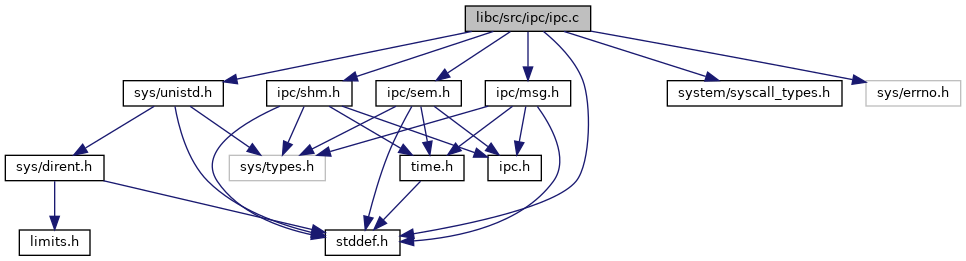 libc/src/ipc/ipc.c
sys/unistd.h
ipc/shm.h
ipc/sem.h
ipc/msg.h
system/syscall_types.h
sys/errno.h
sys/dirent.h
sys/types.h
time.h
ipc.h
limits.h
stddef.h